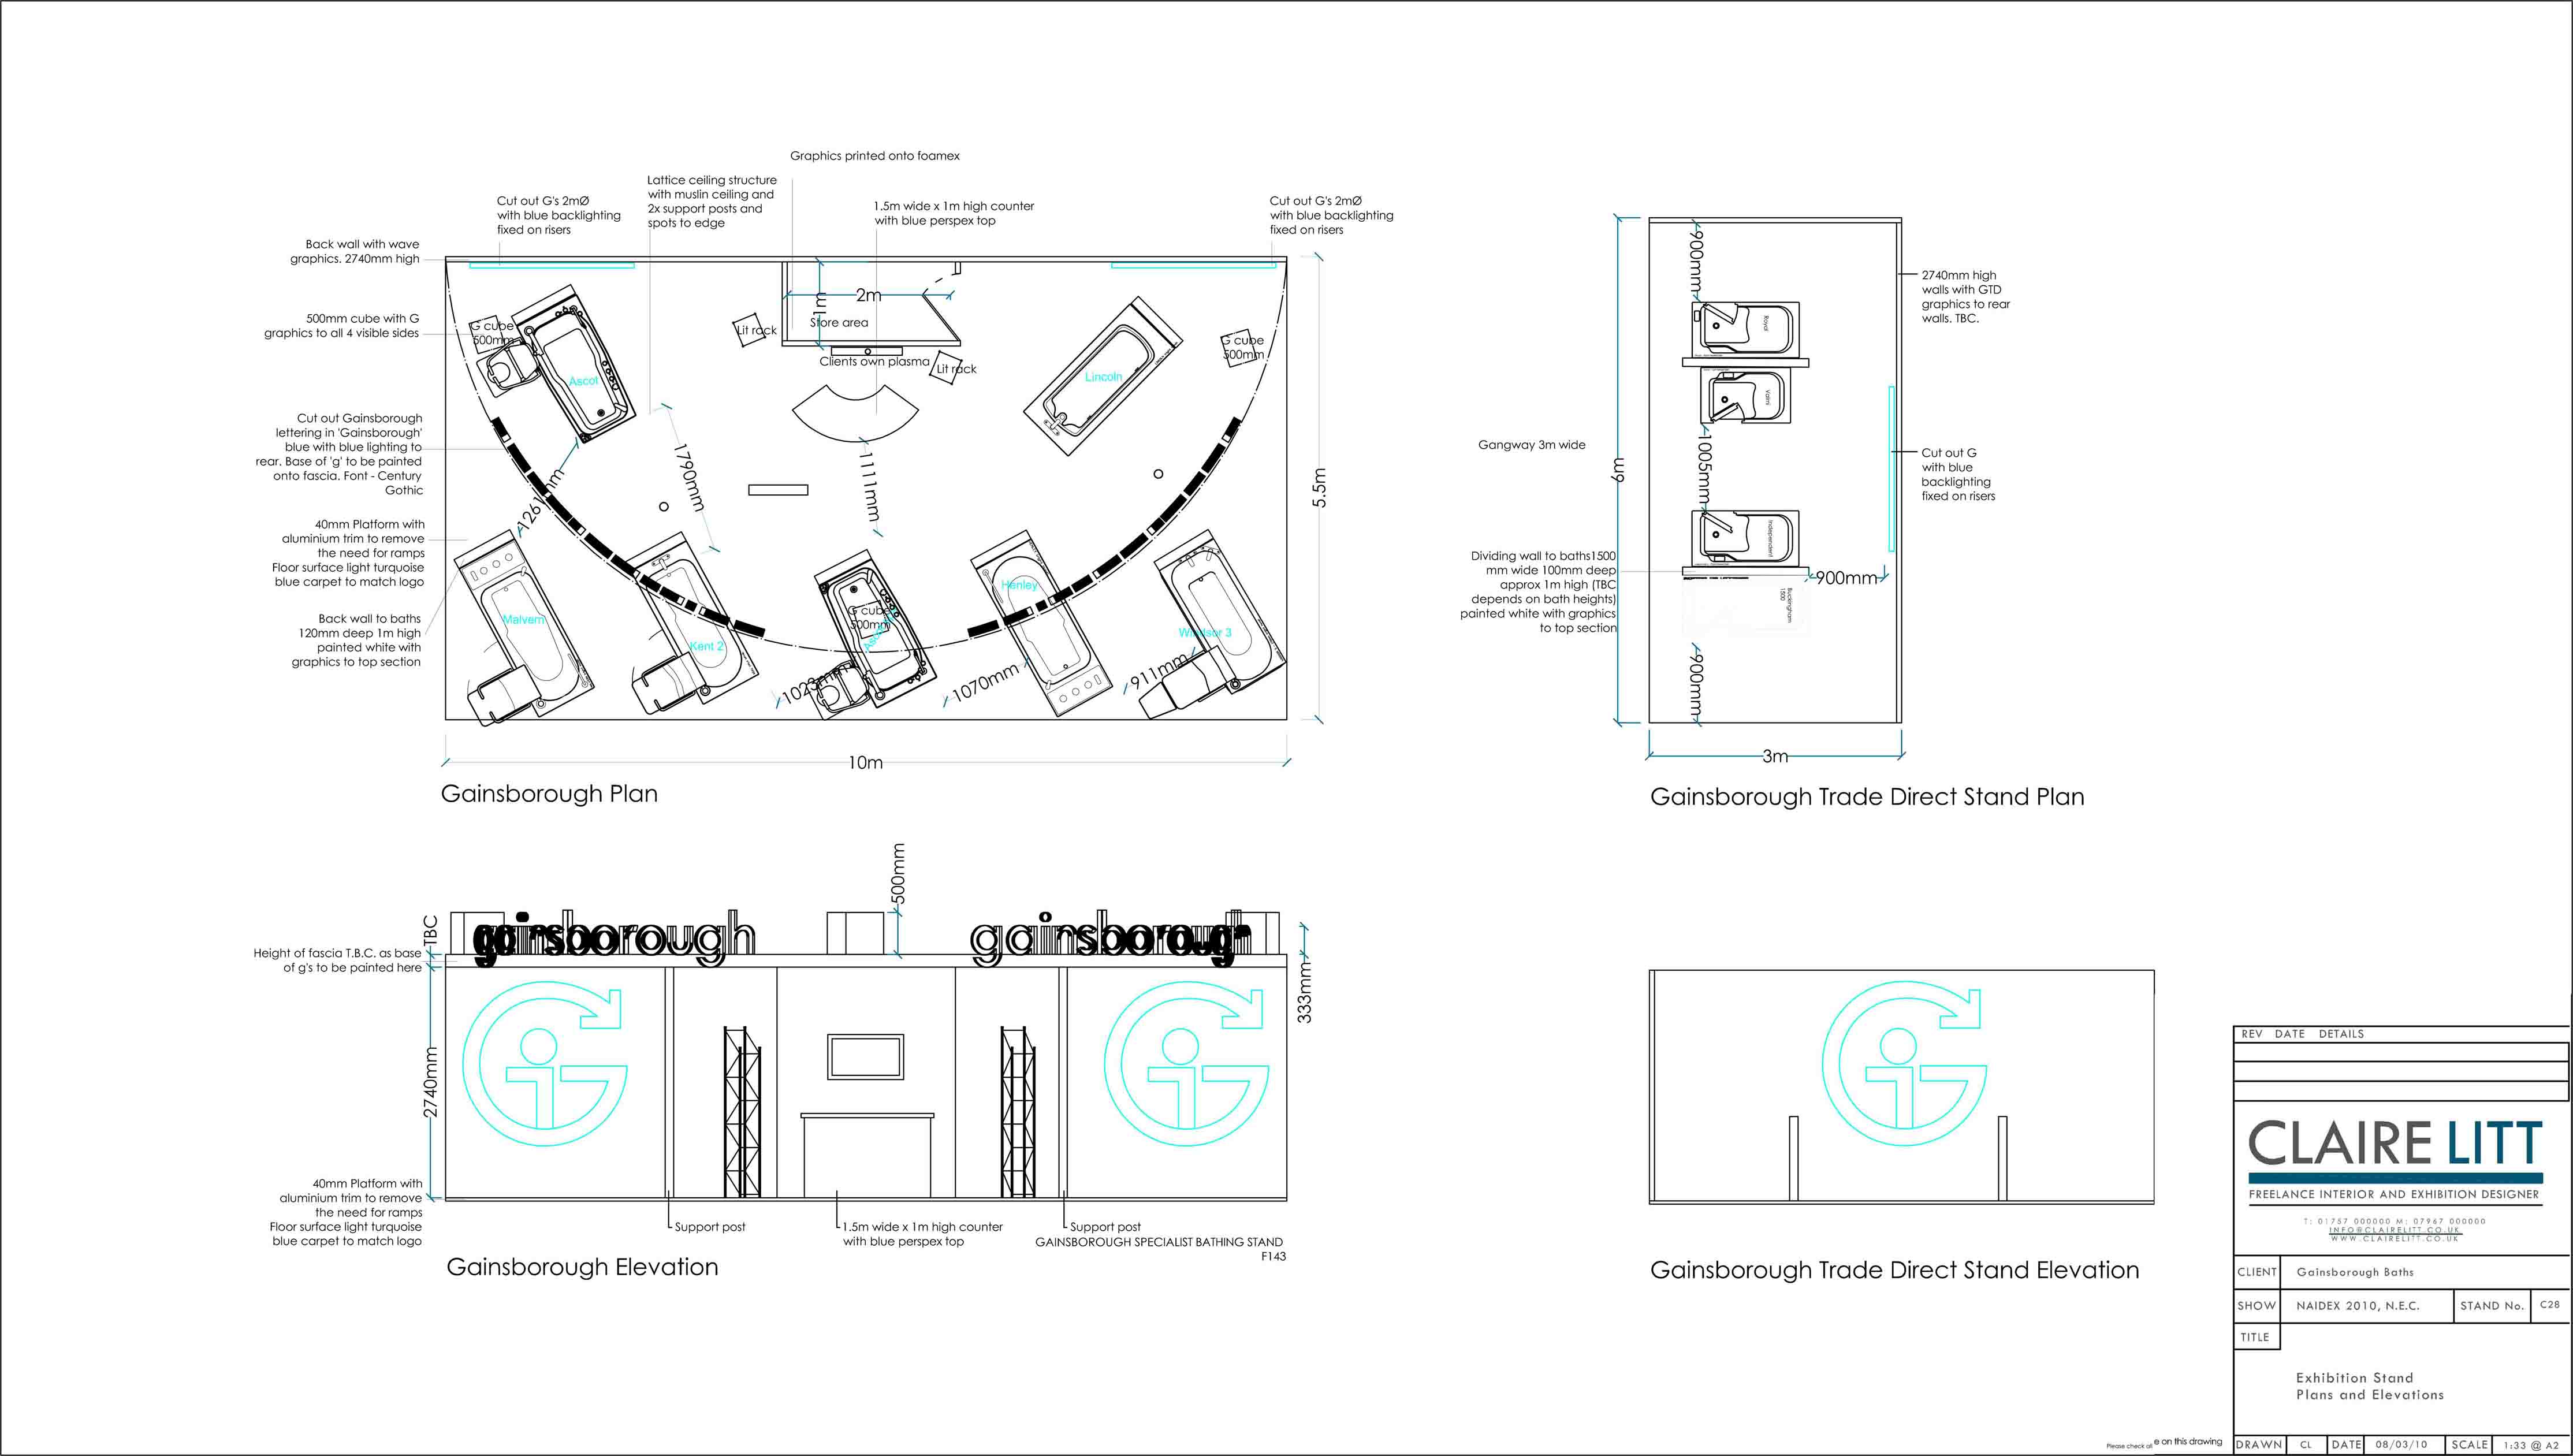 Graphics printed onto foamex
Lattice ceiling structure
with muslin ceiling and
2x support posts and
spots to edge
Cut out G's 2mØ
with blue backlighting
fixed on risers
1.5m wide x 1m high counter
with blue perspex top
Cut out G's 2mØ
with blue backlighting
fixed on risers
Back wall with wave
graphics. 2740mm high
500mm cube with G
graphics to all 4 visible sides
Cut out Gainsborough
lettering in 'Gainsborough'
blue with blue lighting to
rear. Base of 'g' to be painted
onto fascia. Font - Century
Gothic
40mm Platform with
aluminium trim to remove
the need for ramps
Floor surface light turquoise
blue carpet to match logo
Back wall to baths
120mm deep 1m high
painted white with
graphics to top section
G cube
500mm
Ascot
Lit rack
2m
1m
Store area
Clients own plasma
Lit rack
Lincoln
G cube
500mm
1261mm
1790mm
1111mm
5.5m
Malvern
Kent 2
G cube
500mm
Henley
Windsor 3
1023mm
1070mm
911mm
10m
Gainsborough Plan
900mm
Royal
1005mm
Independent
Buckingham
1500
900mm
900mm
6m
3m
Gangway 3m wide
Dividing wall to baths1500
mm wide 100mm deep
approx 1m high (TBC
depends on bath heights)
painted white with graphics
to top section
2740mm high
walls with GTD
graphics to rear
walls. TBC.
Cut out G
with blue
backlighting
fixed on risers
Gainsborough Trade Direct Stand Plan
500mm
TBC
gainsborough
gainsborough
333mm
Height of fascia T.B.C. as base
of g's to be painted here
2740mm
40mm Platform with
aluminium trim to remove
the need for ramps
Floor surface light turquoise
blue carpet to match logo
Support post
1.5m wide x 1m high counter
with blue perspex top
Support post
GAINSBOROUGH SPECIALIST BATHING STAND
F143
Gainsborough Elevation
Gainsborough Trade Direct Stand Elevation
REV DATE DETAILS
CLAIRE LITT
FREELANCE INTERIOR AND EXHIBITION DESIGNER
T: 01757 000000 M: 07967 000000
INFO@CLAIRELITT.CO.UK
WWW.CLAIRELITT.CO.UK
CLIENT Gainsborough Baths
SHOW NAIDEX 2010, N.E.C. STAND No. C28
TITLE
Exhibition Stand
Plans and Elevations
DRAWN CL DATE 08/03/10 SCALE 1:33 @ A2
Please check all e on this drawing